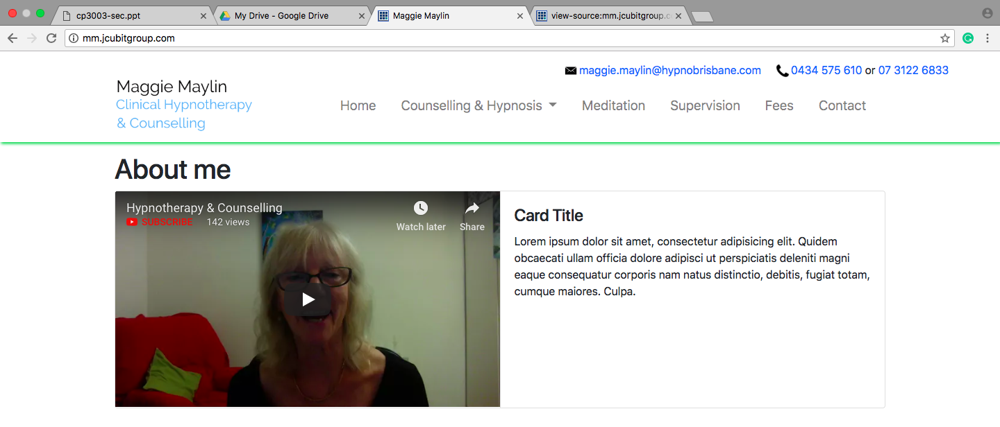 cp3003-sec.ppt
My Drive - Google Drive
Maggie Maylin
view-source:mm.jcubitgroup.c
mm.jcubitgroup.com
maggie.maylin@hypnobrisbane.com 0434 575 610 or 07 3122 6833
Maggie Maylin
Clinical Hypnotherapy
& Counselling
Home Counselling & Hypnosis Meditation Supervision Fees Contact
About me
Hypnotherapy & Counselling
SUBSCRIBE 142 views
Watch later Share
Card Title
Lorem ipsum dolor sit amet, consectetur adipisicing elit. Quidem
obcaecati ullam officia dolore adipisci ut perspiciatis deleniti magni
eaque consequatur corporis nam natus distinctio, debitis, fugiat totam,
cumque maiores. Culpa.